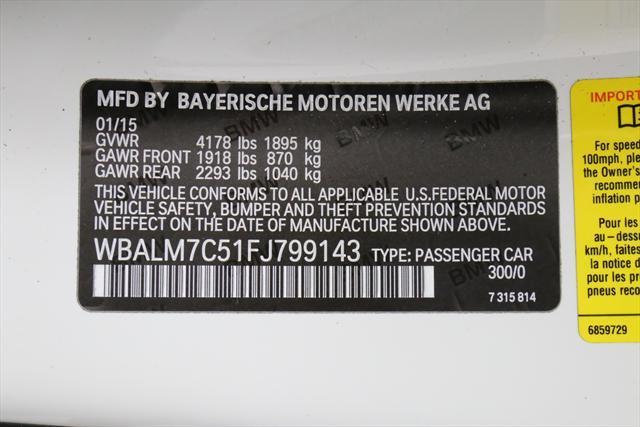 MFD BY BAYERISCHE MOTOREN WERKE AG
01/15
GVWR 4178 lbs 1895 kg
GAWR FRONT 1918 lbs 870 kg
GAWR REAR 2293 lbs 1040 kg
THIS VEHICLE CONFORMS TO ALL APPLICABLE U.S.FEDERAL MOTOR
VEHICLE SAFETY, BUMPER AND THEFT PREVENTION STANDARDS
IN EFFECT ON THE DATE OF MANUFACTURE SHOWN ABOVE.
WBALM7C51FJ799143 TYPE: PASSENGER CAR
300/0
7 315 814
IMPORT
For speed
100mph, ple
the Owner's
recommen
inflation p
Pour les
au-dessu
km/h, faites
pour les pre
pneus reco
6859729